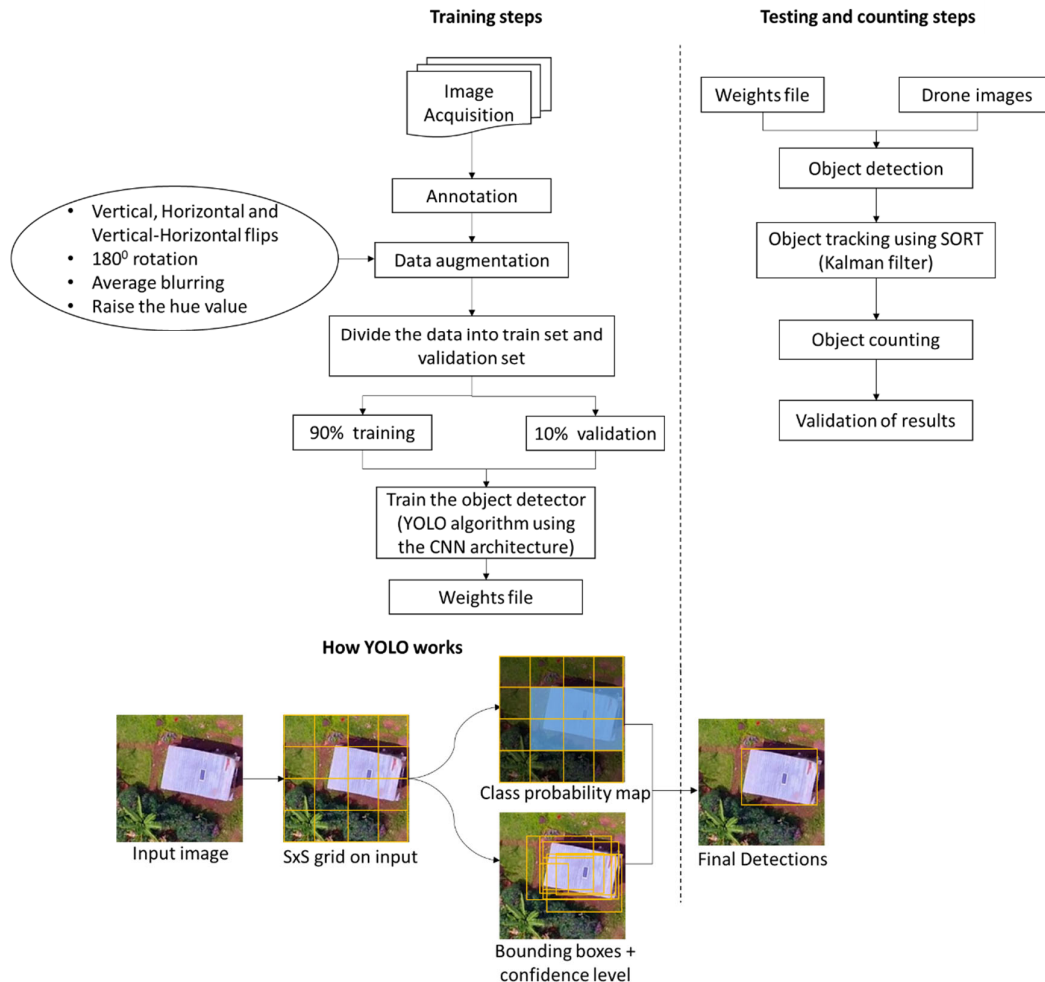 Training steps
Image
Acquisition
Annotation
• Vertical, Horizontal and
Vertical-Horizontal flips
• 180⁰ rotation
• Average blurring
• Raise the hue value
Data augmentation
Divide the data into train set and
validation set
90% training
10% validation
Train the object detector
(YOLO algorithm using
the CNN architecture)
Weights file
Testing and counting steps
Weights file
Drone images
Object detection
Object tracking using SORT
(Kalman filter)
Object counting
Validation of results
How YOLO works
Input image
SxS grid on input
Class probability map
Bounding boxes +
confidence level
Final Detections